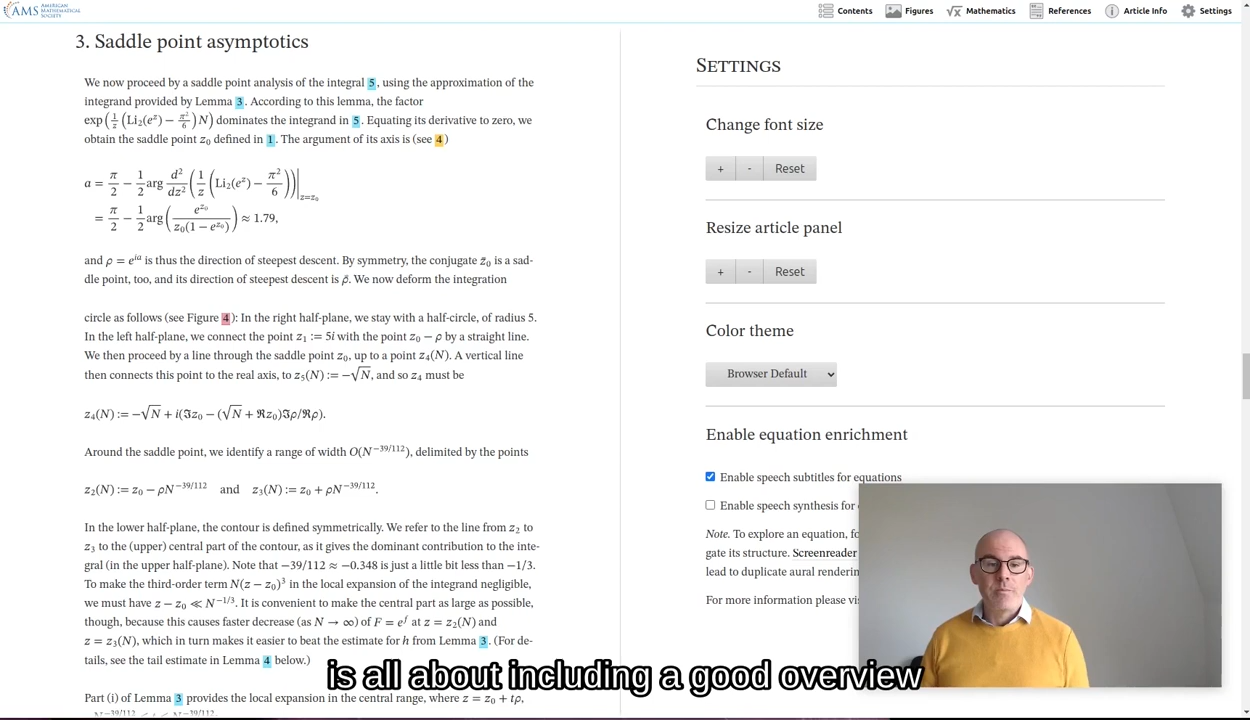 AMS AMERICAN MATHEMATICAL SOCIETY
Contents Figures Mathematics References Article Info Settings
3. Saddle point asymptotics
We now proceed by a saddle point analysis of the integral 5, using the approximation of the
integrand provided by Lemma 3. According to this lemma, the factor
exp(1/z (Li₂(e^z) − π²/6) N) dominates the integrand in 5. Equating its derivative to zero, we
obtain the saddle point z₀ defined in 1. The argument of its axis is (see 4)
a = π/2 − 1/2 arg d²/dz² (1/z (Li₂(e^z) − π²/6))|_{z=z₀}
= π/2 − 1/2 arg(e^{z₀}/(z₀(1 − e^{z₀}))) ≈ 1.79,
and ρ = e^{ia} is thus the direction of steepest descent. By symmetry, the conjugate z̄₀ is a sad-
dle point, too, and its direction of steepest descent is ρ̄. We now deform the integration
circle as follows (see Figure 4): In the right half-plane, we stay with a half-circle, of radius 5.
In the left half-plane, we connect the point z₁ := 5i with the point z₀ − ρ by a straight line.
We then proceed by a line through the saddle point z₀, up to a point z₄(N). A vertical line
then connects this point to the real axis, to z₅(N) := −√N, and so z₄ must be
z₄(N) := −√N + i(ℑz₀ − (√N + ℜz₀)ℑρ/ℜρ).
Around the saddle point, we identify a range of width O(N^{−39/112}), delimited by the points
z₂(N) := z₀ − ρN^{−39/112} and z₃(N) := z₀ + ρN^{−39/112}.
In the lower half-plane, the contour is defined symmetrically. We refer to the line from z₂ to
z₃ to the (upper) central part of the contour, as it gives the dominant contribution to the inte-
gral (in the upper half-plane). Note that −39/112 ≈ −0.348 is just a little bit less than −1/3.
To make the third-order term N(z − z₀)³ in the local expansion of the integrand negligible,
we must have z − z₀ ≪ N^{−1/3}. It is convenient to make the central part as large as possible,
though, because this causes faster decrease (as N → ∞) of F = e^f at z = z₂(N) and
z = z₃(N), which in turn makes it easier to beat the estimate for h from Lemma 3. (For de-
tails, see the tail estimate in Lemma 4 below.)
Part (i) of Lemma 3 provides the local expansion in the central range, where z = z₀ + tρ,
SETTINGS
Change font size
+ - Reset
Resize article panel
+ - Reset
Color theme
Browser Default
Enable equation enrichment
Enable speech subtitles for equations
Enable speech synthesis for
Note. To explore an equation, fo
gate its structure. Screenreader
lead to duplicate aural renderin
For more information please vis
is all about including a good overview